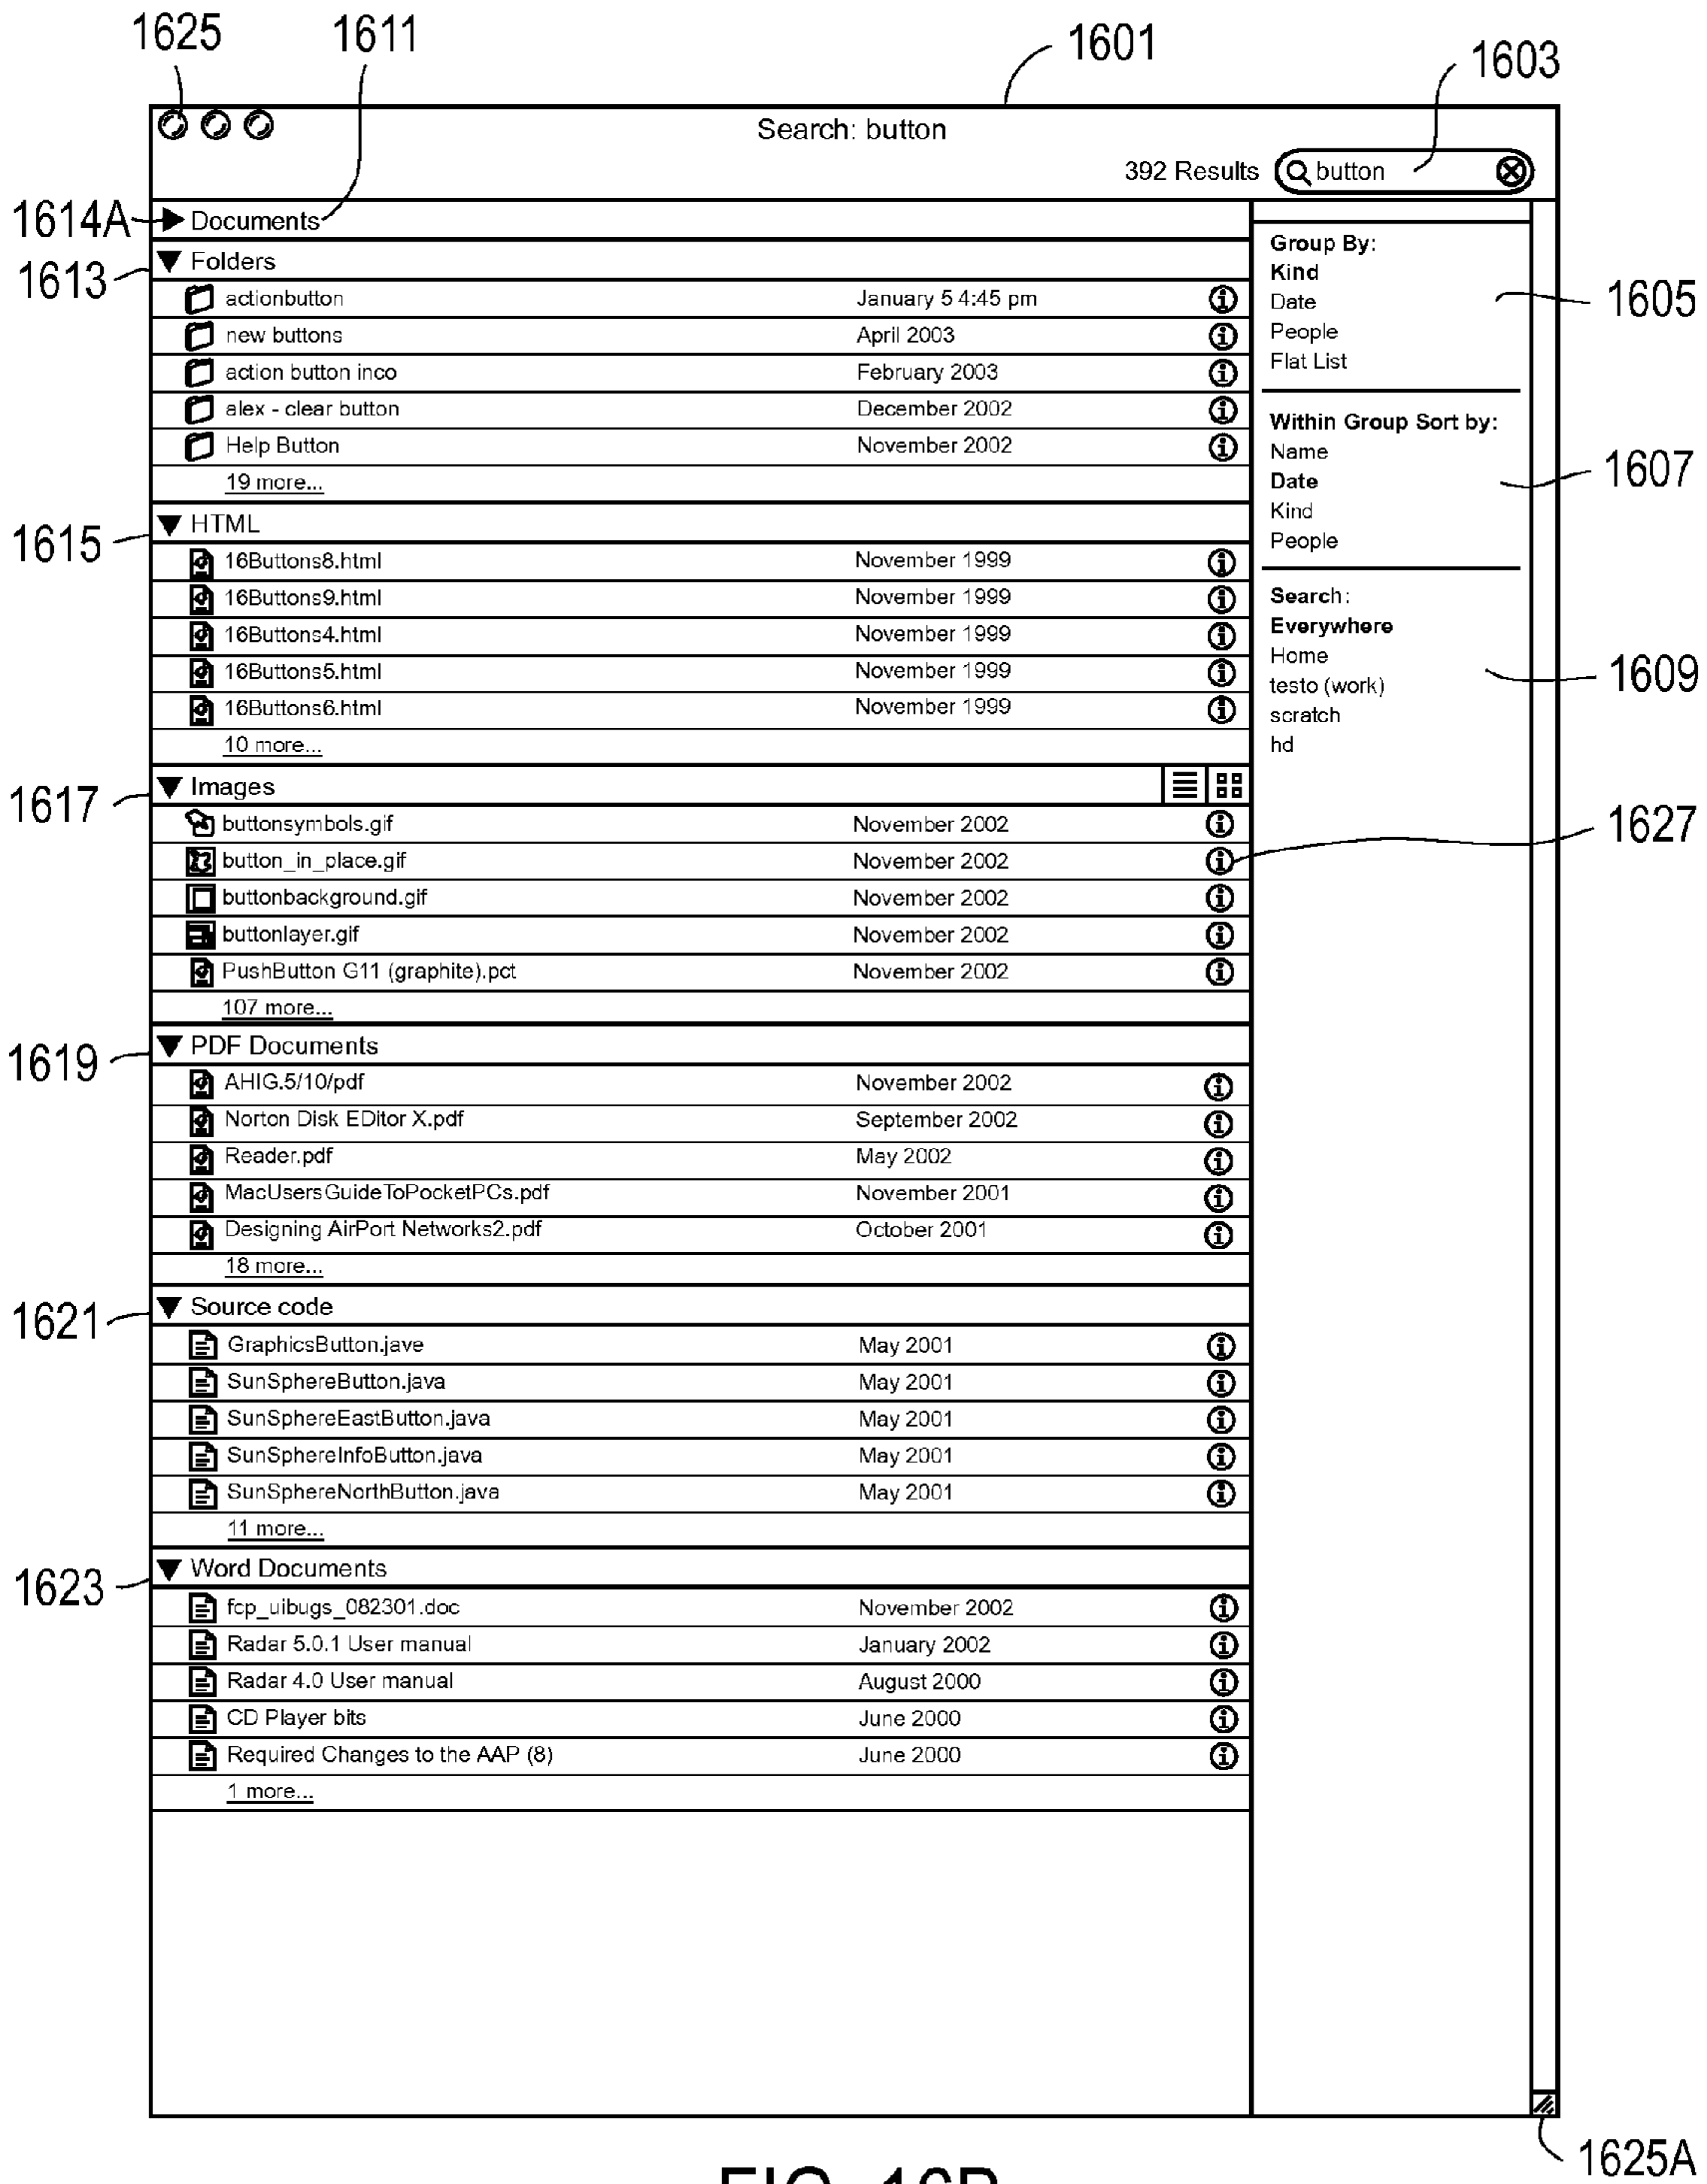 1625
1611
1601
1603
Search: button
392 Results
button
1614A
Documents
1613
Folders
actionbutton January 5 4:45 pm
new buttons April 2003
action button inco February 2003
alex - clear button December 2002
Help Button November 2002
19 more...
1615
HTML
16Buttons8.html November 1999
16Buttons9.html November 1999
16Buttons4.html November 1999
16Buttons5.html November 1999
16Buttons6.html November 1999
10 more...
1617
Images
buttonsymbols.gif November 2002
button_in_place.gif November 2002
buttonbackground.gif November 2002
buttonlayer.gif November 2002
PushButton G11 (graphite).pct November 2002
107 more...
1619
PDF Documents
AHIG.5/10/pdf November 2002
Norton Disk EDitor X.pdf September 2002
Reader.pdf May 2002
MacUsersGuideToPocketPCs.pdf November 2001
Designing AirPort Networks2.pdf October 2001
18 more...
1621
Source code
GraphicsButton.jave May 2001
SunSphereButton.java May 2001
SunSphereEastButton.java May 2001
SunSphereInfoButton.java May 2001
SunSphereNorthButton.java May 2001
11 more...
1623
Word Documents
fcp_uibugs_082301.doc November 2002
Radar 5.0.1 User manual January 2002
Radar 4.0 User manual August 2000
CD Player bits June 2000
Required Changes to the AAP (8) June 2000
1 more...
Group By:
Kind
Date
People
Flat List
1605
Within Group Sort by:
Name
Date
Kind
People
1607
Search:
Everywhere
Home
testo (work)
scratch
hd
1609
1627
1625A
FIG. 16B